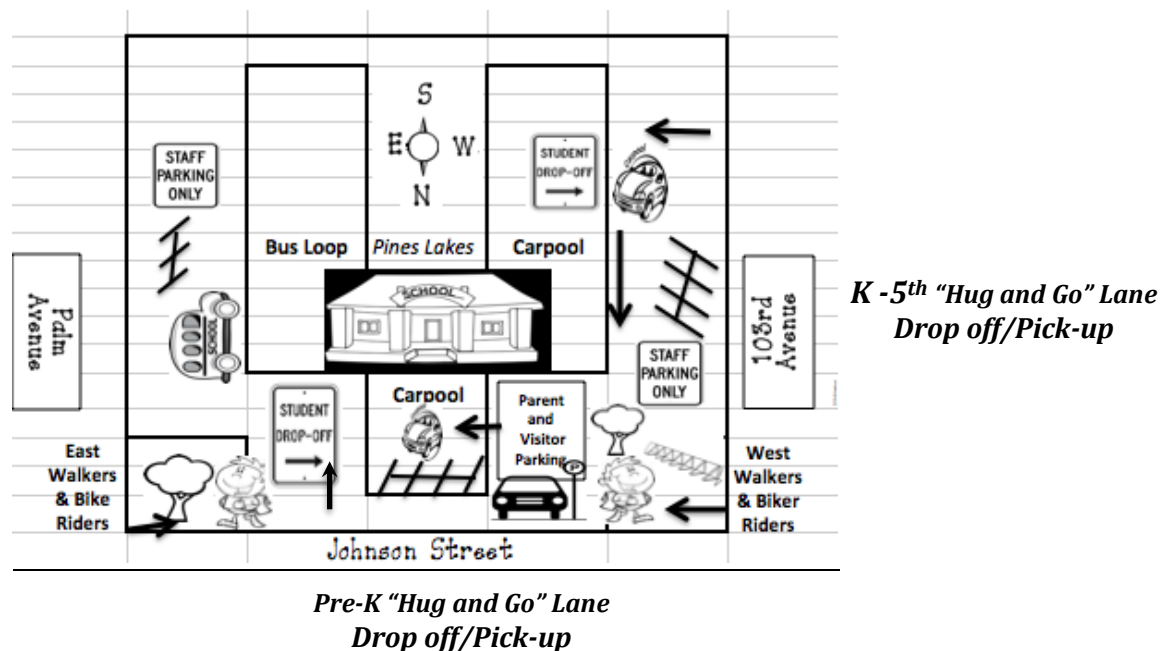 S
E W
N
STAFF
PARKING
ONLY
STUDENT
DROP-OFF
Bus Loop
Pines Lakes
Carpool
SCHOOL
SCHOOL
Palm
Avenue
103rd
Avenue
K -5th “Hug and Go” Lane
Drop off/Pick-up
STAFF
PARKING
ONLY
STUDENT
DROP-OFF
Carpool
Parent
and
Visitor
Parking
P
East
Walkers
& Bike
Riders
West
Walkers
& Biker
Riders
Johnson Street
Pre-K “Hug and Go” Lane
Drop off/Pick-up